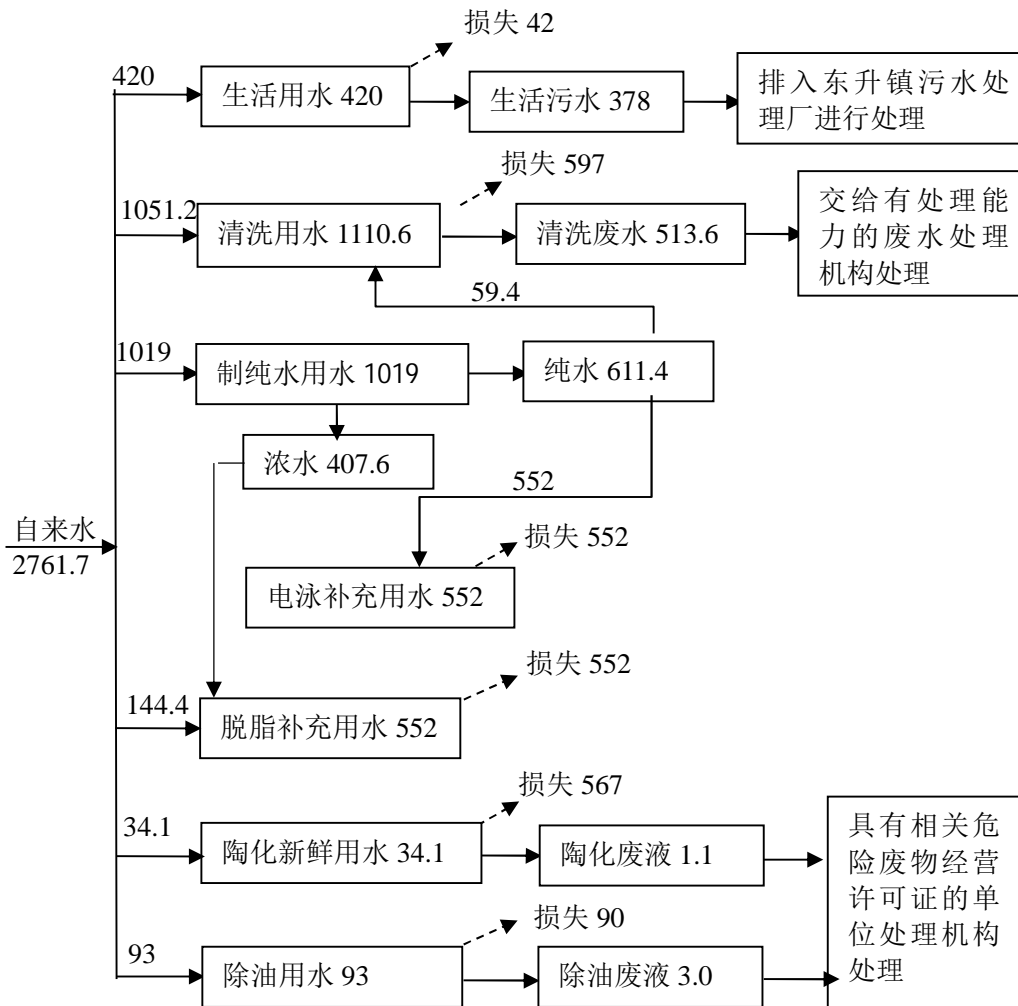 损失 42
420
生活用水 420
生活污水 378
排入东升镇污水处
理厂进行处理
损失 597
1051.2
清洗用水 1110.6
清洗废水 513.6
交给有处理能
力的废水处理
机构处理
59.4
1019
制纯水用水 1019
纯水 611.4
浓水 407.6
552
自来水
2761.7
损失 552
电泳补充用水 552
损失 552
144.4
脱脂补充用水 552
损失 567
34.1
陶化新鲜用水 34.1
陶化废液 1.1
具有相关危
险废物经营
许可证的单
位处理机构
处理
损失 90
93
除油用水 93
除油废液 3.0